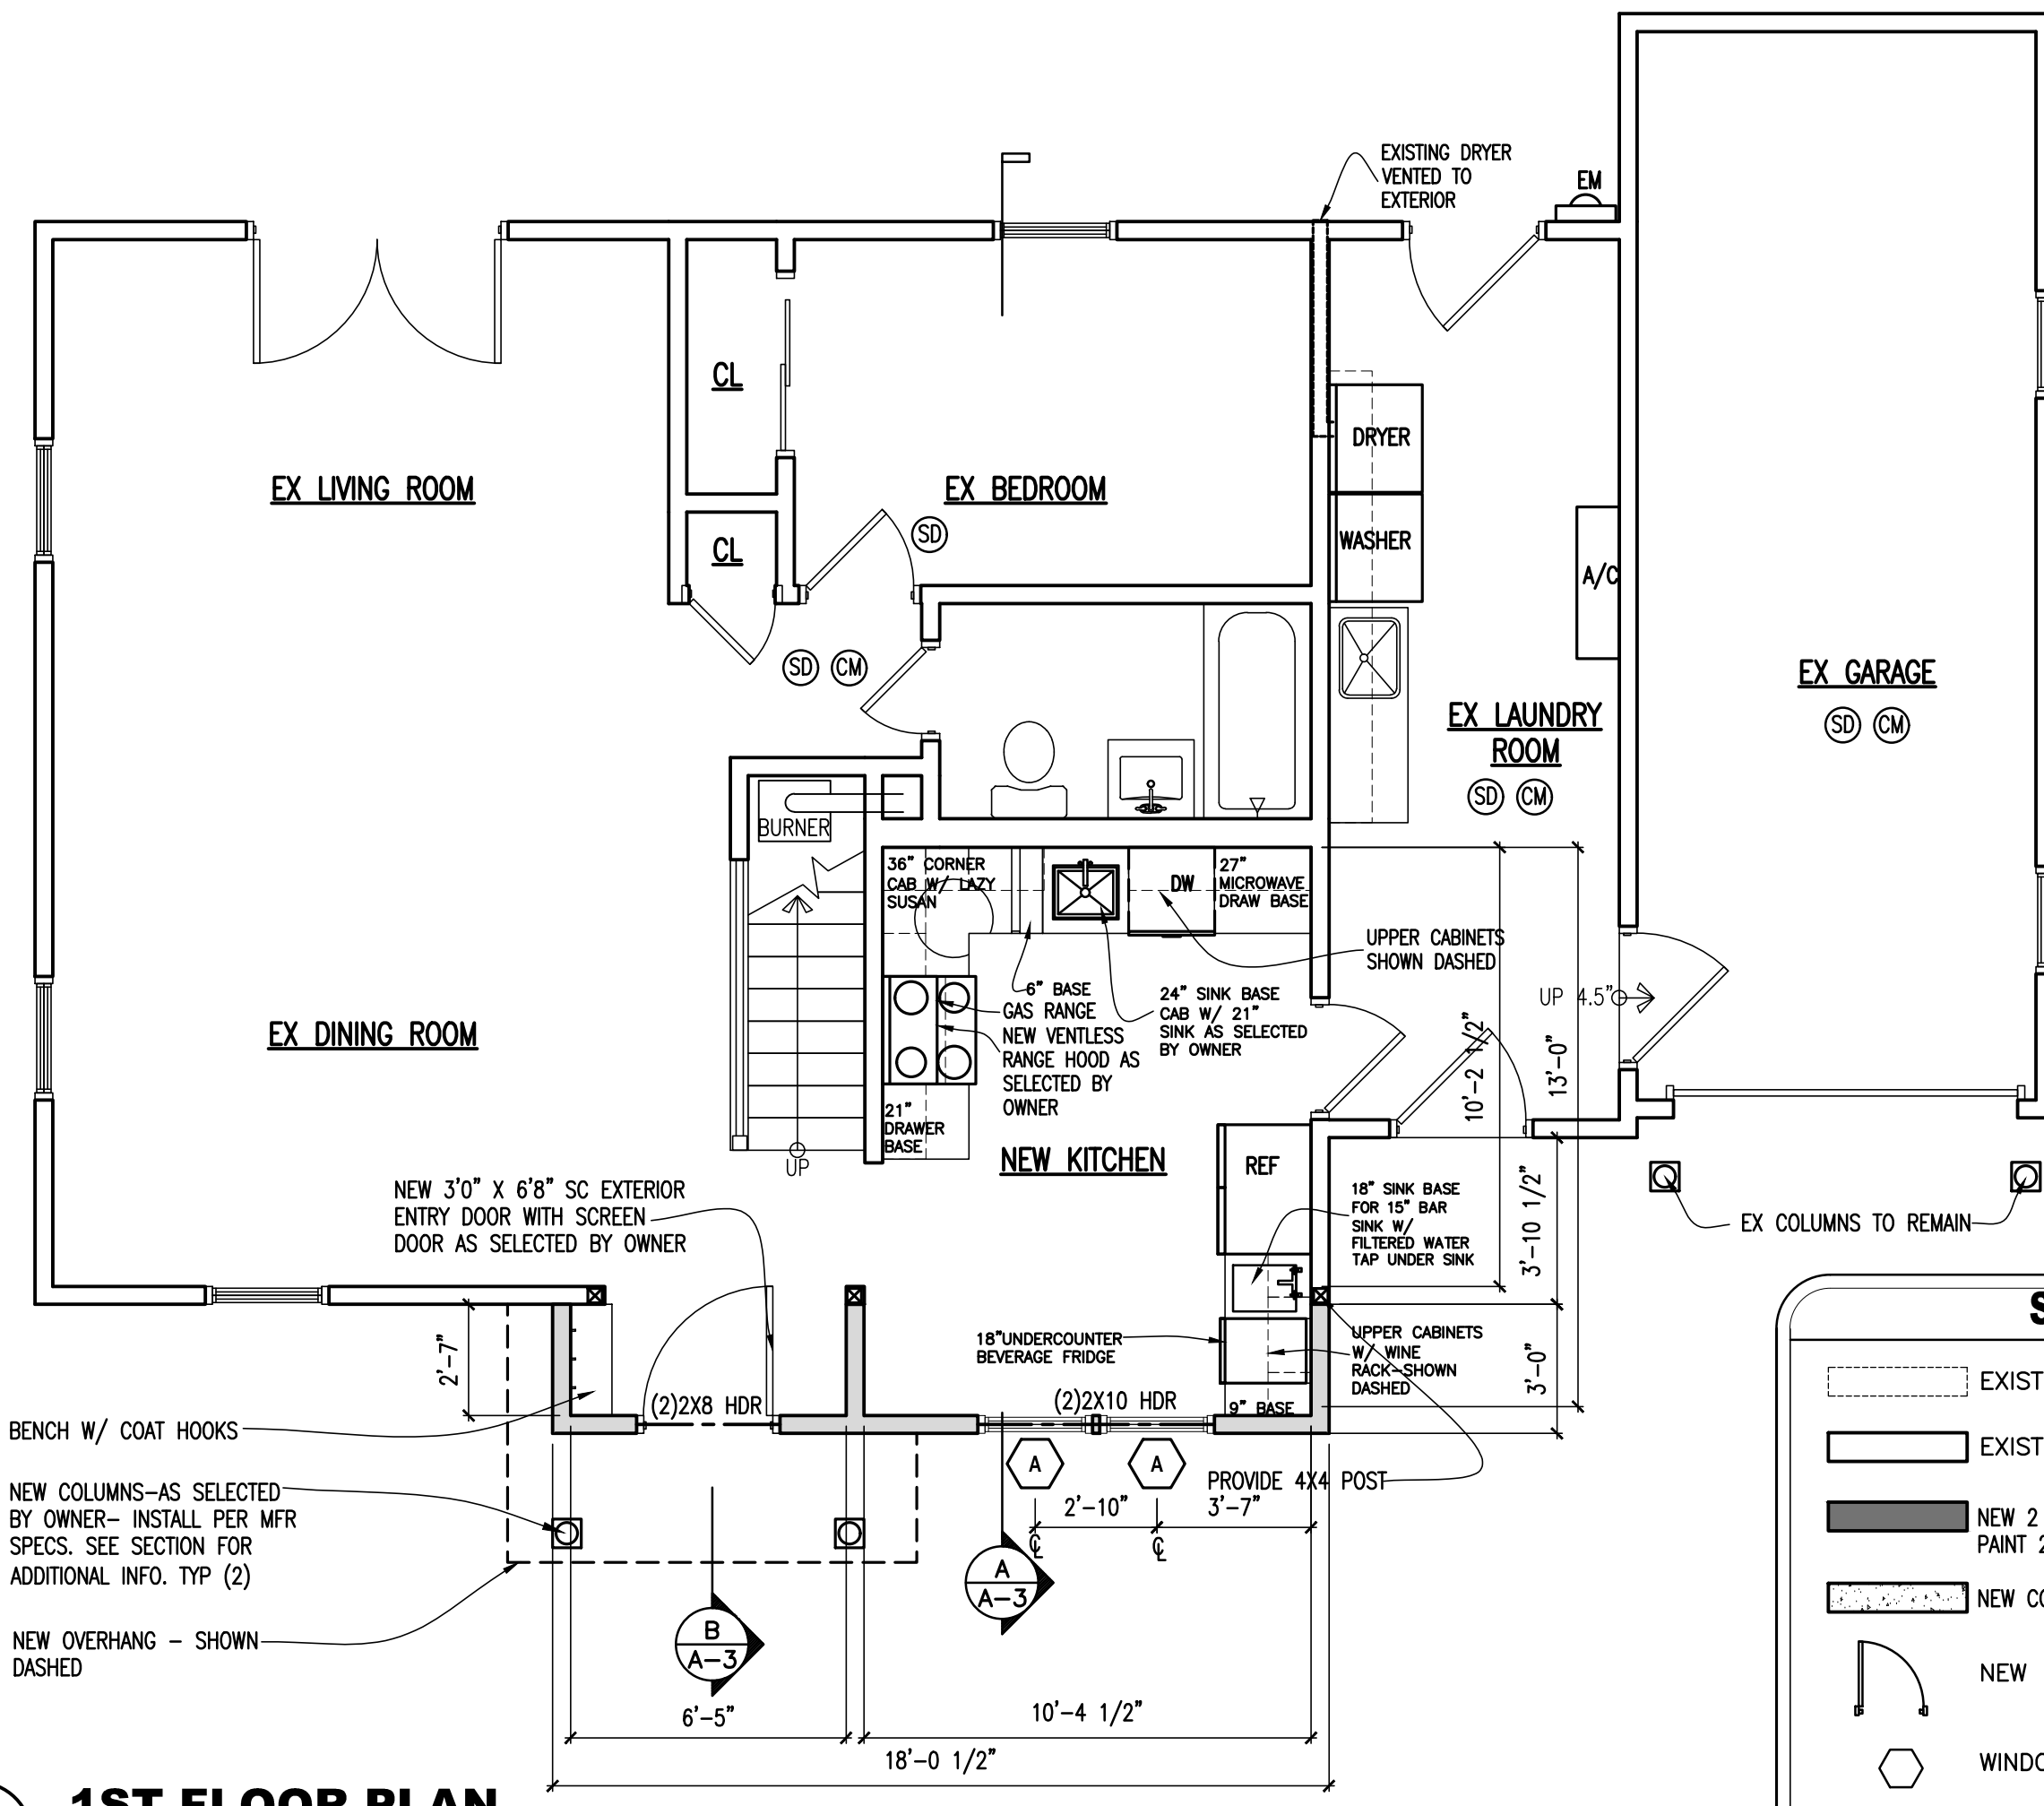 EXISTING DRYER
VENTED TO
EXTERIOR
EM
CL
DRYER
EX LIVING ROOM
EX BEDROOM
SD
WASHER
CL
A/C
SD CM
EX GARAGE
SD CM
EX LAUNDRY
ROOM
SD CM
BURNER
36" CORNER
CAB W/ LAZY
SUSAN
DW
27"
MICROWAVE
DRAW BASE
UPPER CABINETS
SHOWN DASHED
6" BASE
GAS RANGE
NEW VENTLESS
RANGE HOOD AS
SELECTED BY
OWNER
24" SINK BASE
CAB W/ 21"
SINK AS SELECTED
BY OWNER
UP 4.5"
10'-2 1/2"
13'-0"
EX DINING ROOM
21"
DRAWER
BASE
UP
NEW KITCHEN
REF
NEW 3'0" X 6'8" SC EXTERIOR
ENTRY DOOR WITH SCREEN
DOOR AS SELECTED BY OWNER
18" SINK BASE
FOR 15" BAR
SINK W/
FILTERED WATER
TAP UNDER SINK
3'-10 1/2"
EX COLUMNS TO REMAIN
2'-7"
18"UNDERCOUNTER
BEVERAGE FRIDGE
UPPER CABINETS
W/ WINE
RACK-SHOWN
DASHED
3'-0"
(2)2X8 HDR
(2)2X10 HDR
9" BASE
BENCH W/ COAT HOOKS
A
A
PROVIDE 4X4 POST
2'-10"
3'-7"
NEW COLUMNS-AS SELECTED
BY OWNER- INSTALL PER MFR
SPECS. SEE SECTION FOR
ADDITIONAL INFO. TYP (2)
℄
℄
A
A-3
B
A-3
NEW OVERHANG - SHOWN
DASHED
6'-5"
10'-4 1/2"
18'-0 1/2"
1ST FLOOR PLAN
S
EXIST
EXIST
NEW 2
PAINT 2
NEW CO
NEW
WINDO